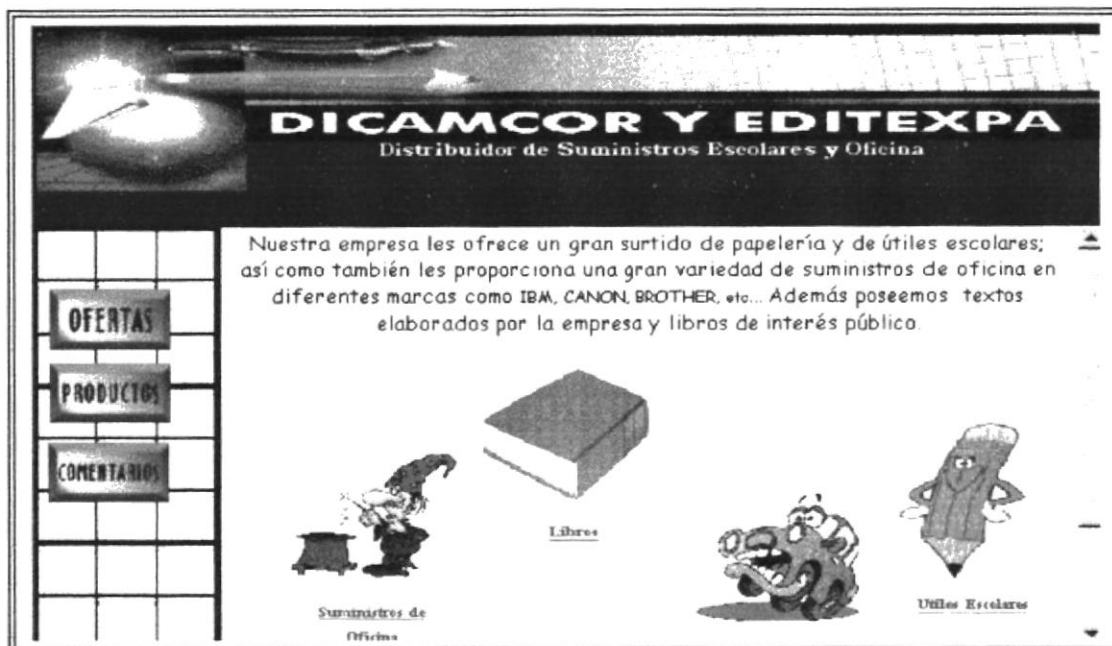 DICAMCOR Y EDITEXPA
Distribuidor de Suministros Escolares y Oficina
Nuestra empresa les ofrece un gran surtido de papelería y de útiles escolares;
así como también les proporciona una gran variedad de suministros de oficina en
diferentes marcas como IBM, CANON, BROTHER, etc... Además poseemos textos
elaborados por la empresa y libros de interés público.
OFERTAS
PRODUCTOS
COMENTARIOS
Libros
Suministros de
Oficina
Utiles Escolares